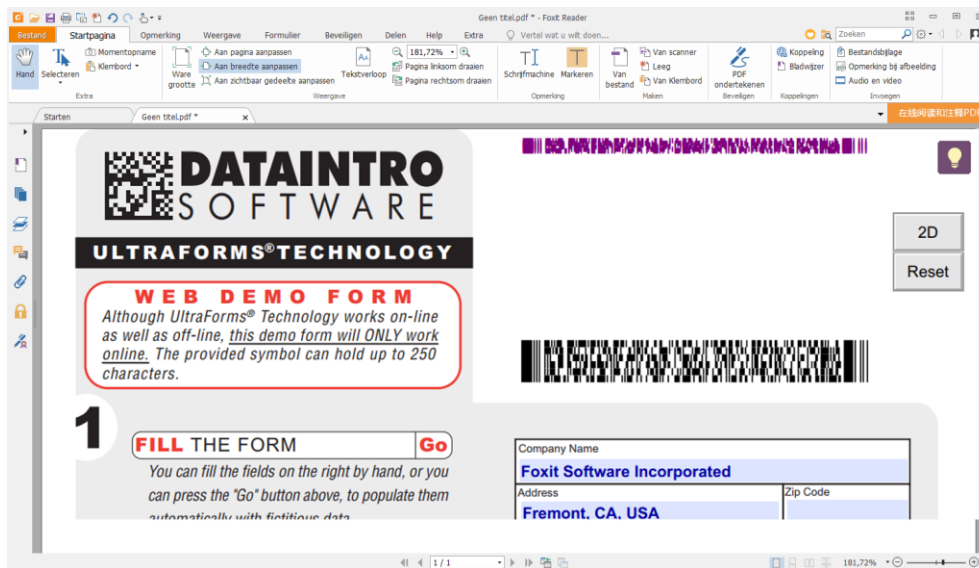 Geen titel.pdf * - Foxit Reader
Bestand Startpagina Opmerking Weergave Formulier Beveiligen Delen Help Extra Vertel wat u wilt doen... Zoeken
Hand
Selecteren
Momentopname
Klembord
Extra
Ware grootte
Aan pagina aanpassen
Aan breedte aanpassen
Aan zichtbaar gedeelte aanpassen
Tekstverloop
181,72%
Pagina linksom draaien
Pagina rechtsom draaien
Weergave
Schrijfmachine Markeren
Opmerking
Van bestand
Van scanner
Leeg
Van Klembord
Maken
PDF ondertekenen
Beveiligen
Koppeling
Bladwijzer
Koppelingen
Bestandsbijlage
Opmerking bij afbeelding
Audio en video
Invoegen
Starten Geen titel.pdf * x
在线阅读和注释PD
DATAINTRO
SOFTWARE
ULTRAFORMS® TECHNOLOGY
2D
Reset
WEB DEMO FORM
Although UltraForms® Technology works on-line
as well as off-line, this demo form will ONLY work
online. The provided symbol can hold up to 250
characters.
1
FILL THE FORM Go
You can fill the fields on the right by hand, or you
can press the "Go" button above, to populate them
automatically with fictitious data
Company Name
Foxit Software Incorporated
Address Zip Code
Fremont, CA, USA
1 / 1
181,72%